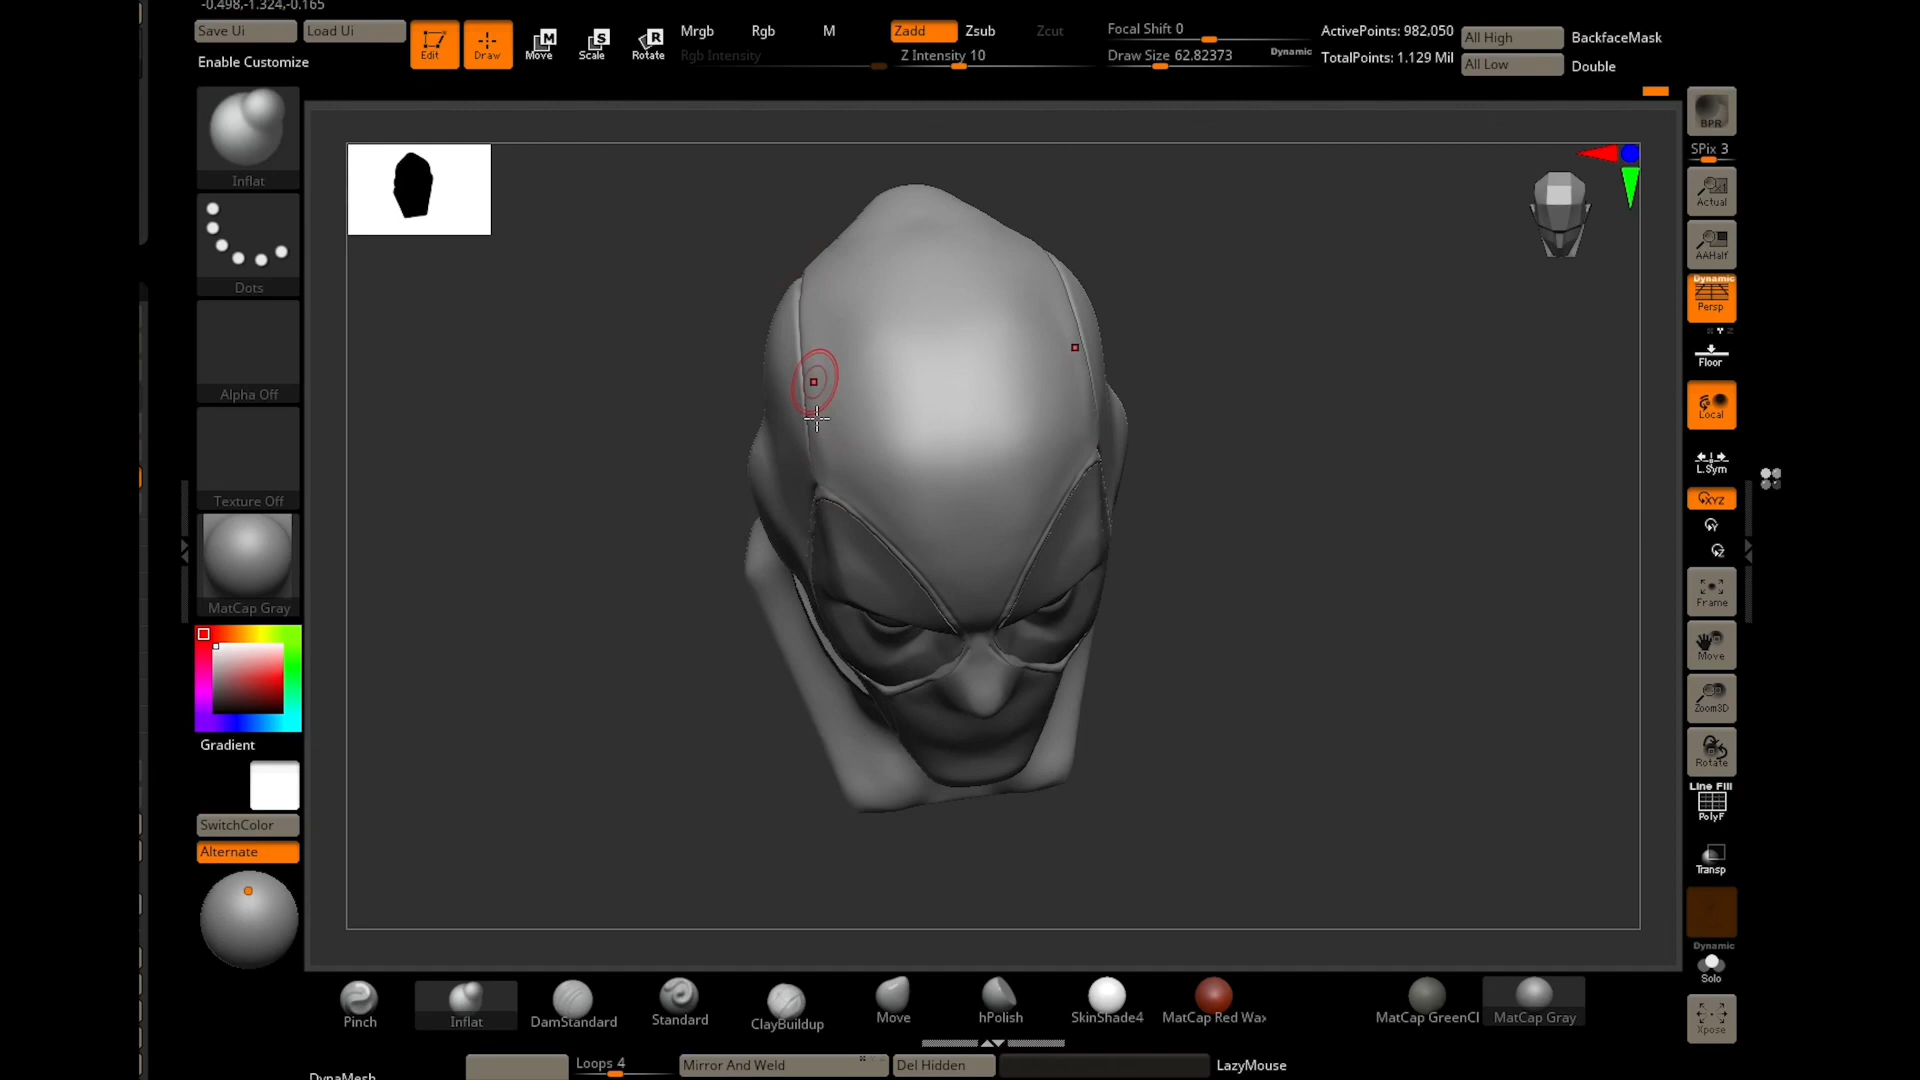 -0.498,-1.324,-0.165
Save Ui
Load Ui
Enable Customize
Edit
Draw
Move
M
Scale
S
Rotate
R
Mrgb
Rgb
M
Rgb Intensity
Zadd
Zsub
Zcut
Z Intensity 10
Focal Shift 0
Draw Size 62.82373
Dynamic
ActivePoints: 982,050
TotalPoints: 1.129 Mil
All High
All Low
BackfaceMask
Double
Inflat
Dots
Alpha Off
Texture Off
MatCap Gray
Gradient
SwitchColor
Alternate
BPR
SPix 3
Actual
AAHalf
Dynamic
Persp
Floor
Local
L.Sym
XYZ
Y
Z
Frame
Move
Zoom3D
Rotate
Line Fill
PolyF
Transp
Dynamic
Solo
Xpose
Pinch
Inflat
DamStandard
Standard
ClayBuildup
Move
hPolish
SkinShade4
MatCap Red Wax
MatCap GreenCl
MatCap Gray
DynaMesh
Loops 4
Mirror And Weld
Del Hidden
LazyMouse